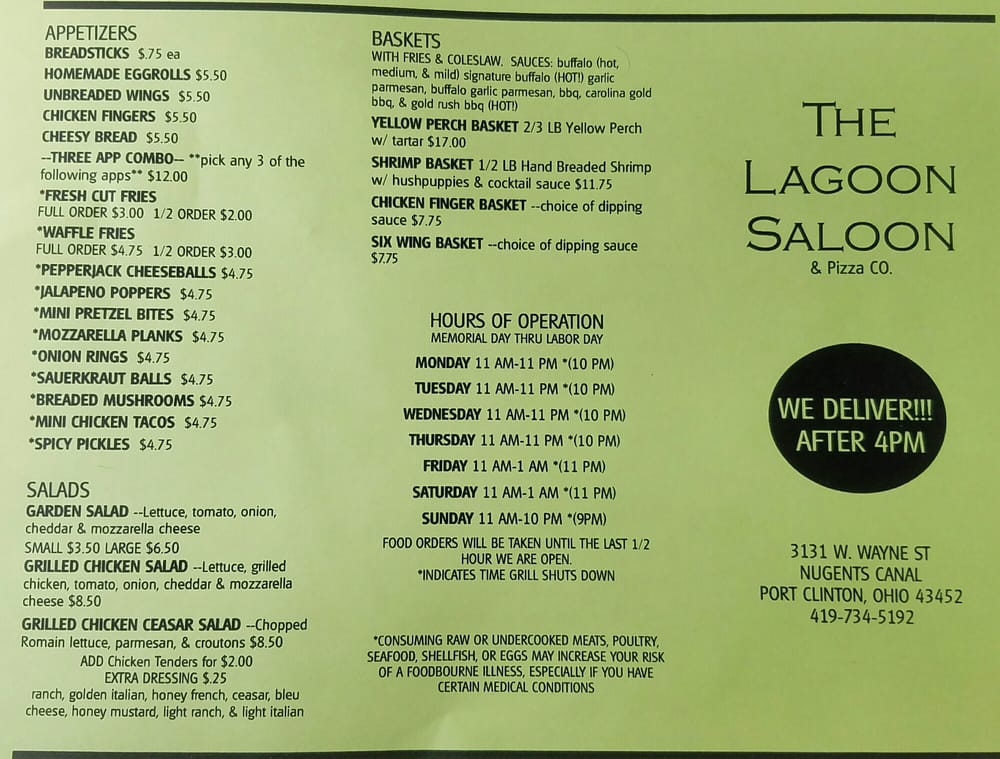 APPETIZERS
BREADSTICKS $.75 ea
HOMEMADE EGGROLLS $5.50
UNBREADED WINGS $5.50
CHICKEN FINGERS $5.50
CHEESY BREAD $5.50
--THREE APP COMBO-- **pick any 3 of the
following apps** $12.00
*FRESH CUT FRIES
FULL ORDER $3.00 1/2 ORDER $2.00
*WAFFLE FRIES
FULL ORDER $4.75 1/2 ORDER $3.00
*PEPPERJACK CHEESEBALLS $4.75
*JALAPENO POPPERS $4.75
*MINI PRETZEL BITES $4.75
*MOZZARELLA PLANKS $4.75
*ONION RINGS $4.75
*SAUERKRAUT BALLS $4.75
*BREADED MUSHROOMS $4.75
*MINI CHICKEN TACOS $4.75
*SPICY PICKLES $4.75
SALADS
GARDEN SALAD --Lettuce, tomato, onion,
cheddar & mozzarella cheese
SMALL $3.50 LARGE $6.50
GRILLED CHICKEN SALAD --Lettuce, grilled
chicken, tomato, onion, cheddar & mozzarella
cheese $8.50
GRILLED CHICKEN CEASAR SALAD --Chopped
Romain lettuce, parmesan, & croutons $8.50
ADD Chicken Tenders for $2.00
EXTRA DRESSING $.25
ranch, golden italian, honey french, ceasar, bleu
cheese, honey mustard, light ranch, & light italian
BASKETS
WITH FRIES & COLESLAW. SAUCES: buffalo (hot,
medium, & mild) signature buffalo (HOT!) garlic
parmesan, buffalo garlic parmesan, bbq, carolina gold
bbq, & gold rush bbq (HOT!)
YELLOW PERCH BASKET 2/3 LB Yellow Perch
w/ tartar $17.00
SHRIMP BASKET 1/2 LB Hand Breaded Shrimp
w/ hushpuppies & cocktail sauce $11.75
CHICKEN FINGER BASKET --choice of dipping
sauce $7.75
SIX WING BASKET --choice of dipping sauce
$7.75
HOURS OF OPERATION
MEMORIAL DAY THRU LABOR DAY
MONDAY 11 AM-11 PM *(10 PM)
TUESDAY 11 AM-11 PM *(10 PM)
WEDNESDAY 11 AM-11 PM *(10 PM)
THURSDAY 11 AM-11 PM *(10 PM)
FRIDAY 11 AM-1 AM *(11 PM)
SATURDAY 11 AM-1 AM *(11 PM)
SUNDAY 11 AM-10 PM *(9PM)
FOOD ORDERS WILL BE TAKEN UNTIL THE LAST 1/2
HOUR WE ARE OPEN.
*INDICATES TIME GRILL SHUTS DOWN
*CONSUMING RAW OR UNDERCOOKED MEATS, POULTRY,
SEAFOOD, SHELLFISH, OR EGGS MAY INCREASE YOUR RISK
OF A FOODBOURNE ILLNESS, ESPECIALLY IF YOU HAVE
CERTAIN MEDICAL CONDITIONS
THE
LAGOON
SALOON
& Pizza CO.
WE DELIVER!!!
AFTER 4PM
3131 W. WAYNE ST
NUGENTS CANAL
PORT CLINTON, OHIO 43452
419-734-5192